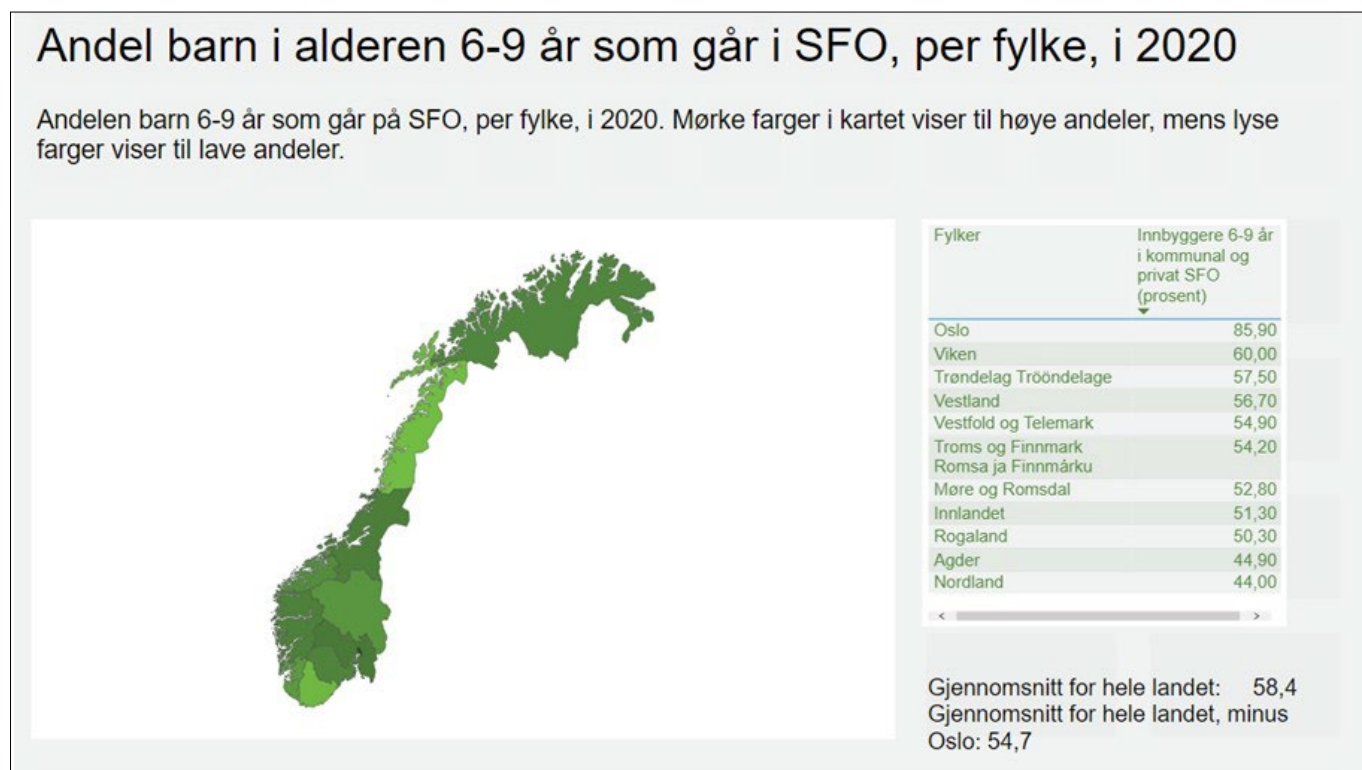 Andel barn i alderen 6-9 år som går i SFO, per fylke, i 2020
Andelen barn 6-9 år som går på SFO, per fylke, i 2020. Mørke farger i kartet viser til høye andeler, mens lyse
farger viser til lave andeler.
Fylker Innbyggere 6-9 år
i kommunal og
privat SFO
(prosent)
Oslo 85,90
Viken 60,00
Trøndelag Trööndelage 57,50
Vestland 56,70
Vestfold og Telemark 54,90
Troms og Finnmark 54,20
Romsa ja Finnmárku
Møre og Romsdal 52,80
Innlandet 51,30
Rogaland 50,30
Agder 44,90
Nordland 44,00
Gjennomsnitt for hele landet: 58,4
Gjennomsnitt for hele landet, minus
Oslo: 54,7